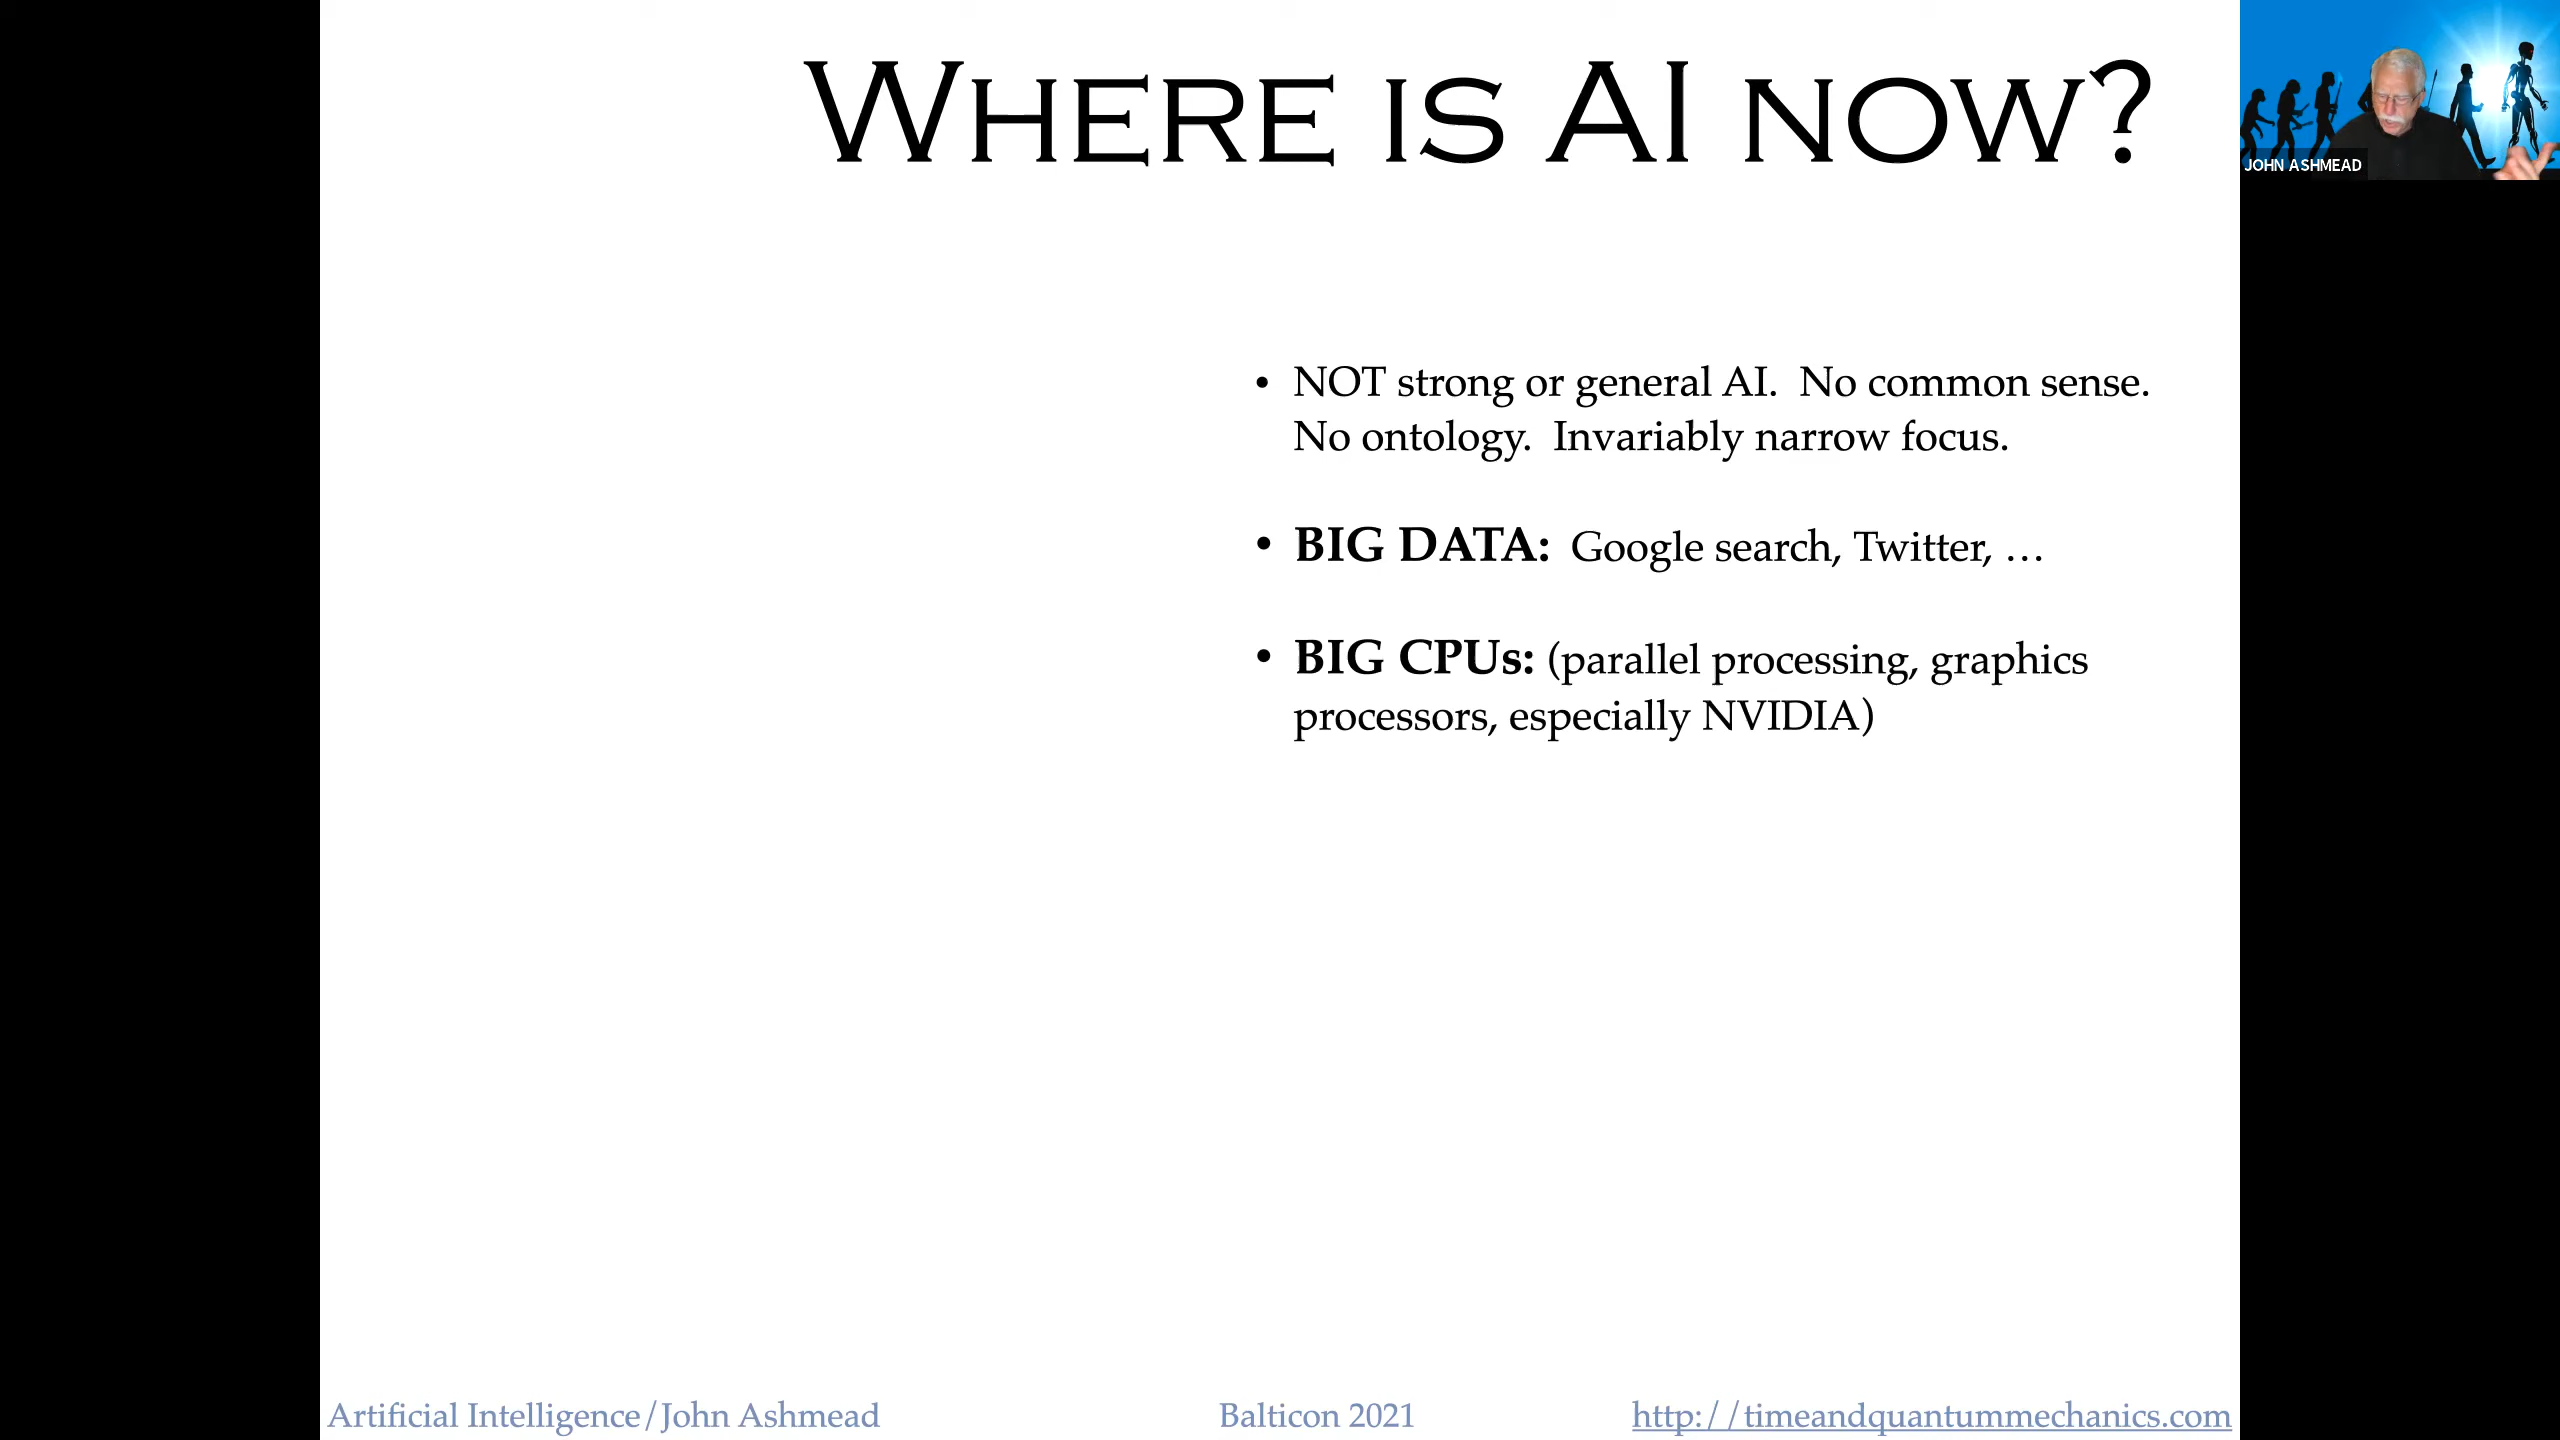 WHERE IS AI NOW?
JOHN ASHMEAD
• NOT strong or general AI.  No common sense.
No ontology.  Invariably narrow focus.
• BIG DATA:  Google search, Twitter, …
• BIG CPUs: (parallel processing, graphics
processors, especially NVIDIA)
Artificial Intelligence/John Ashmead
Balticon 2021
http://timeandquantummechanics.com